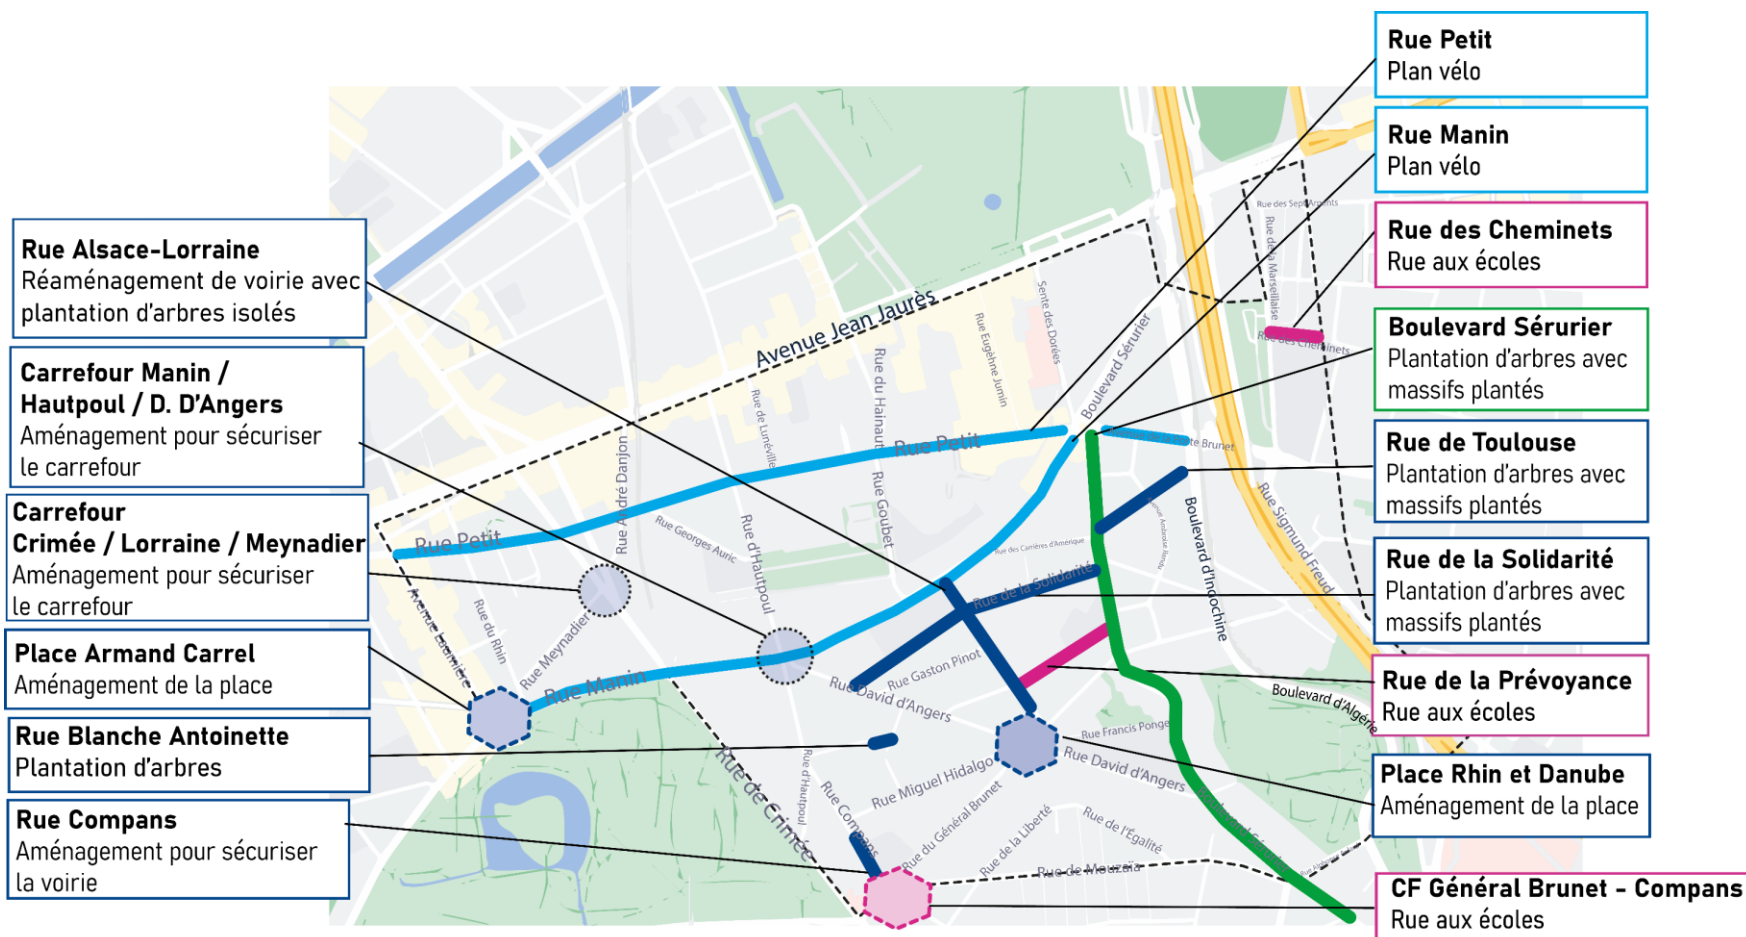 Rue Petit
Plan vélo
Rue Manin
Plan vélo
Rue des Cheminets
Rue aux écoles
Boulevard Sérurier
Plantation d'arbres avec
massifs plantés
Rue de Toulouse
Plantation d'arbres avec
massifs plantés
Rue de la Solidarité
Plantation d'arbres avec
massifs plantés
Rue de la Prévoyance
Rue aux écoles
Place Rhin et Danube
Aménagement de la place
CF Général Brunet - Compans
Rue aux écoles
Rue Alsace-Lorraine
Réaménagement de voirie avec
plantation d'arbres isolés
Carrefour Manin /
Hautpoul / D. D'Angers
Aménagement pour sécuriser
le carrefour
Carrefour
Crimée / Lorraine / Meynadier
Aménagement pour sécuriser
le carrefour
Place Armand Carrel
Aménagement de la place
Rue Blanche Antoinette
Plantation d'arbres
Rue Compans
Aménagement pour sécuriser
la voirie
Avenue Jean Jaurès
Rue des Sept Arpents
Rue de la Marseillaise
Rue des Cheminets
Sente des Dorées
Rue Eugèhne Jumin
Boulevard Sérurier
Rue du Hainaut
Rue de Lunéville
Rue Petit
Rue Petit
Rue André Danjon
Rue Georges Auric
Rue d'Hautpoul
Rue Goubet
Rue des Carrières d'Amérique
Rue de la Solidarité
Boulevard d'Indochine
Rue Sigmund Freud
Boulevard d'Algérie
Avenue Laumière
Rue du Rhin
Rue Meynadier
Rue Manin
Rue David d'Angers
Rue Gaston Pinot
Rue Francis Ponge
Rue David d'Angers
Rue Miguel Hidalgo
Rue de Crimée
Rue d'Hautpoul
Rue Compans
Rue du Général Brunet
Rue de la Liberté
Rue de l'Égalité
Rue de Mouzaïa
Boulevard Sérurier